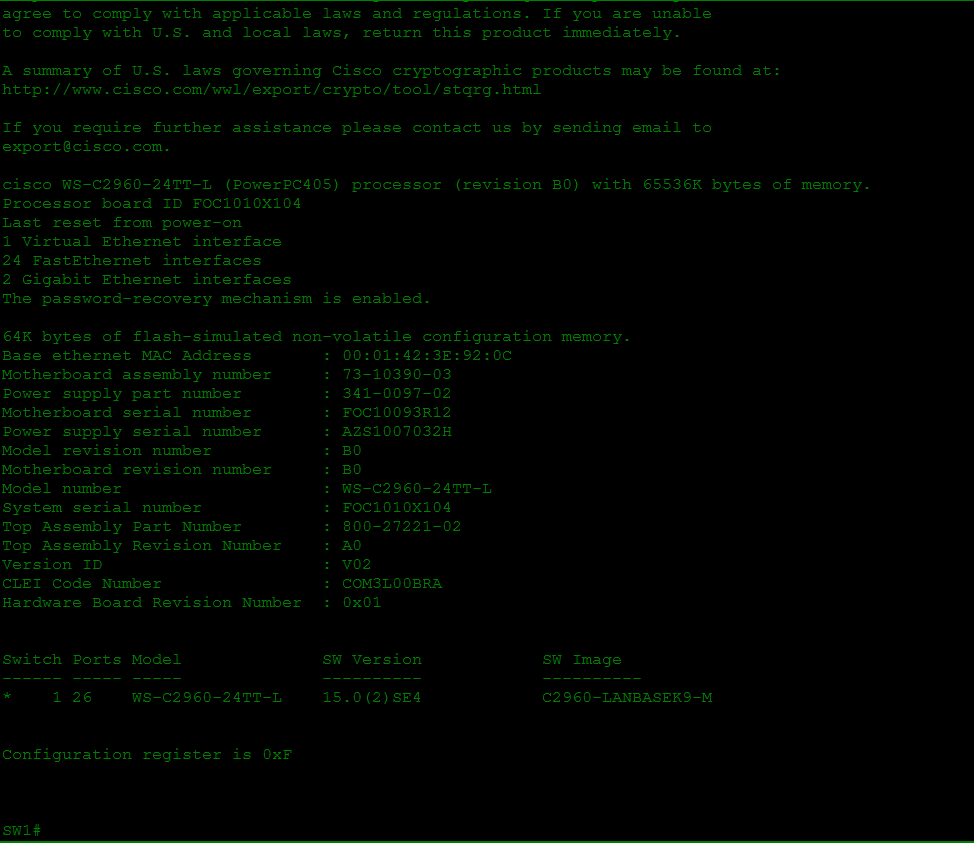 agree to comply with applicable laws and regulations. If you are unable
to comply with U.S. and local laws, return this product immediately.
A summary of U.S. laws governing Cisco cryptographic products may be found at:
http://www.cisco.com/wwl/export/crypto/tool/stqrg.html
If you require further assistance please contact us by sending email to
export@cisco.com.
cisco WS-C2960-24TT-L (PowerPC405) processor (revision B0) with 65536K bytes of memory.
Processor board ID FOC1010X104
Last reset from power-on
1 Virtual Ethernet interface
24 FastEthernet interfaces
2 Gigabit Ethernet interfaces
The password-recovery mechanism is enabled.
64K bytes of flash-simulated non-volatile configuration memory.
Base ethernet MAC Address       : 00:01:42:3E:92:0C
Motherboard assembly number     : 73-10390-03
Power supply part number        : 341-0097-02
Motherboard serial number       : FOC10093R12
Power supply serial number      : AZS1007032H
Model revision number           : B0
Motherboard revision number     : B0
Model number                    : WS-C2960-24TT-L
System serial number            : FOC1010X104
Top Assembly Part Number        : 800-27221-02
Top Assembly Revision Number    : A0
Version ID                      : V02
CLEI Code Number                : COM3L00BRA
Hardware Board Revision Number  : 0x01
Switch Ports Model              SW Version            SW Image
------ ----- -----              ----------            ----------
*    1 26    WS-C2960-24TT-L    15.0(2)SE4            C2960-LANBASEK9-M
Configuration register is 0xF
SW1#